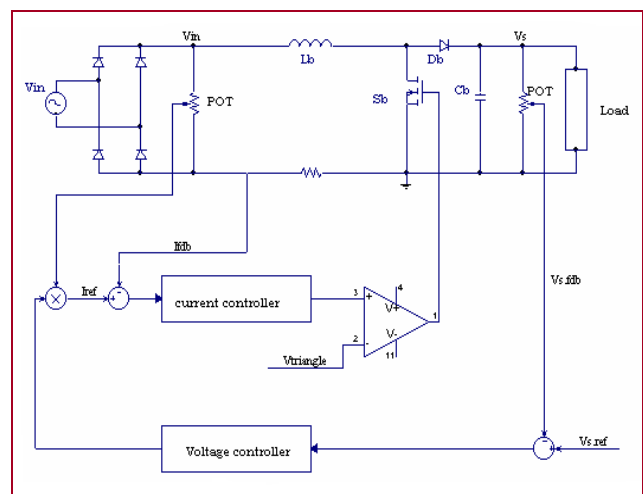 Vin
Vs
Lb
Db
Vin
POT
Sb
Cb
POT
Load
Ifdb
Vs.fdb
Iref
current controller
3
+
4
V+
1
V-
2
-
11
Vtriangle
Voltage controller
Vs.ref